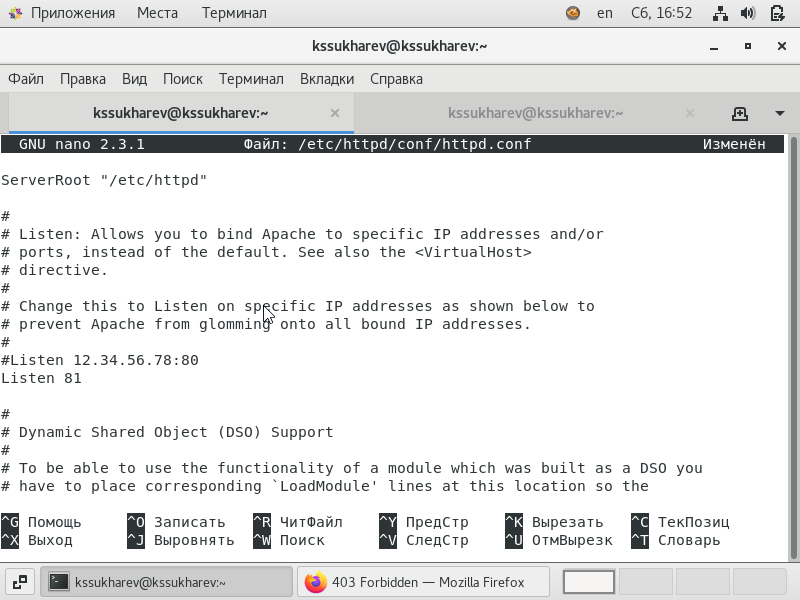 Приложения Места Терминал en Сб, 16:52
kssukharev@kssukharev:~
Файл Правка Вид Поиск Терминал Вкладки Справка
kssukharev@kssukharev:~ kssukharev@kssukharev:~
GNU nano 2.3.1 Файл: /etc/httpd/conf/httpd.conf Изменён
ServerRoot "/etc/httpd"
#
# Listen: Allows you to bind Apache to specific IP addresses and/or
# ports, instead of the default. See also the <VirtualHost>
# directive.
#
# Change this to Listen on specific IP addresses as shown below to
# prevent Apache from glomming onto all bound IP addresses.
#
#Listen 12.34.56.78:80
Listen 81
#
# Dynamic Shared Object (DSO) Support
#
# To be able to use the functionality of a module which was built as a DSO you
# have to place corresponding `LoadModule' lines at this location so the
^G Помощь ^O Записать ^R ЧитФайл ^Y ПредСтр ^K Вырезать ^C ТекПозиц
^X Выход ^J Выровнять ^W Поиск ^V СледСтр ^U ОтмВырезк ^T Словарь
kssukharev@kssukharev:~ 403 Forbidden — Mozilla Firefox